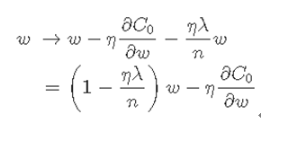 w → w − η ∂C₀/∂w − ηλ/n w
= (1 − ηλ/n) w − η ∂C₀/∂w .